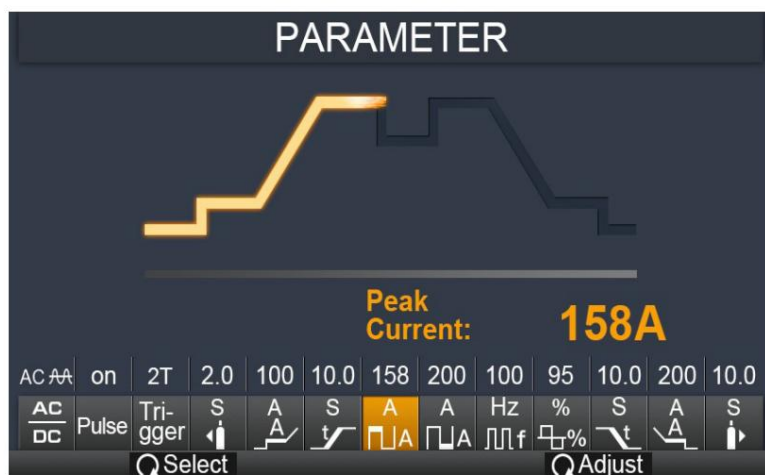 PARAMETER
Peak
Current:
158A
AC on 2T 2.0 100 10.0 158 200 100 95 10.0 200 10.0
AC
DC
Pulse
Tri-
gger
S
A
A
S
t
A
A
A
A
Hz
f
%
%
S
t
A
A
S
Select
Adjust